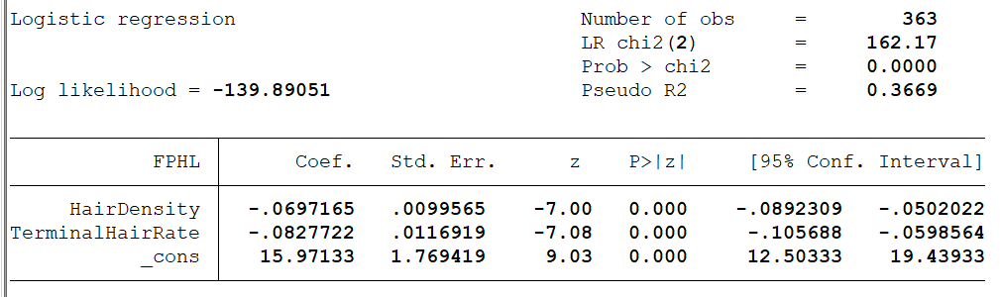 Logistic regression Number of obs = 363
LR chi2(2) = 162.17
Prob > chi2 = 0.0000
Log likelihood = -139.89051 Pseudo R2 = 0.3669
FPHL Coef. Std. Err. z P>|z| [95% Conf. Interval]
HairDensity -.0697165 .0099565 -7.00 0.000 -.0892309 -.0502022
TerminalHairRate -.0827722 .0116919 -7.08 0.000 -.105688 -.0598564
_cons 15.97133 1.769419 9.03 0.000 12.50333 19.43933